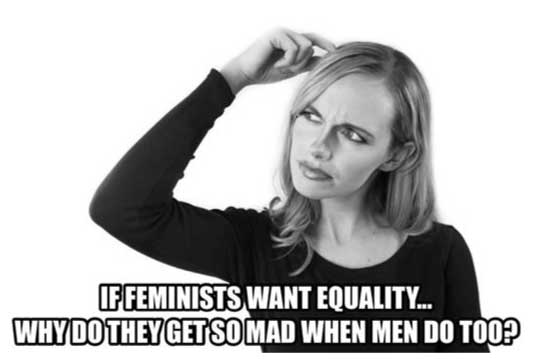 IF FEMINISTS WANT EQUALITY...
WHY DO THEY GET SO MAD WHEN MEN DO TOO?